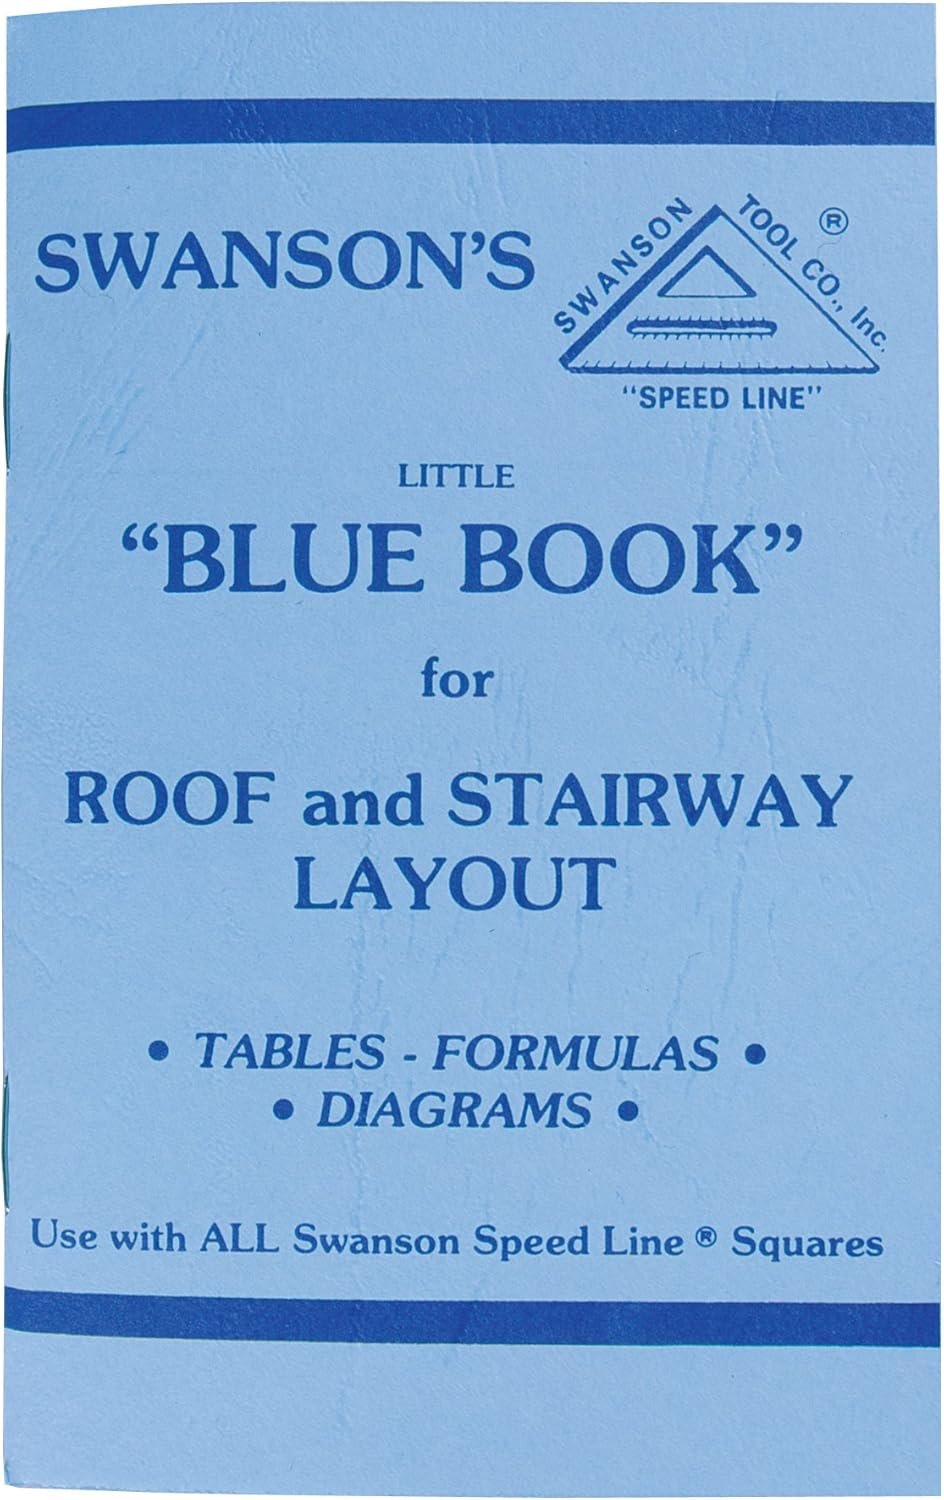 SWANSON'S
SWANSON TOOL CO., Inc. ®
"SPEED LINE"
LITTLE
“BLUE BOOK”
for
ROOF and STAIRWAY
LAYOUT
• TABLES - FORMULAS •
• DIAGRAMS •
Use with ALL Swanson Speed Line ® Squares